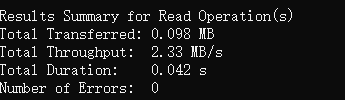 Results Summary for Read Operation(s)
Total Transferred: 0.098 MB
Total Throughput:  2.33 MB/s
Total Duration:    0.042 s
Number of Errors:  0